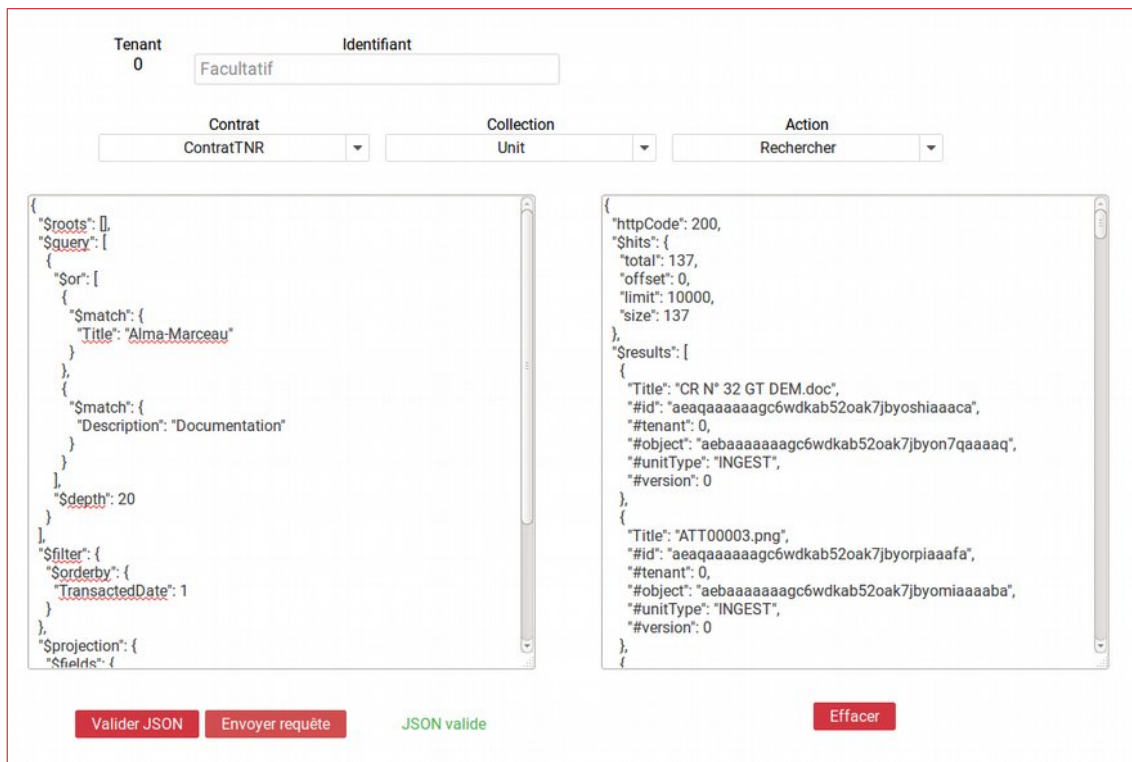 Tenant
Identifiant
0
Facultatif
Contrat
Collection
Action
ContratTNR
Unit
Rechercher
{
"$roots": [],
"$query": [
{
"$or": [
{
"$match": {
"Title": "Alma-Marceau"
}
},
{
"$match": {
"Description": "Documentation"
}
}
],
"$depth": 20
}
],
"$filter": {
"$orderby": {
"TransactedDate": 1
}
},
"$projection": {
"$fields": {
{
"httpCode": 200,
"$hits": {
"total": 137,
"offset": 0,
"limit": 10000,
"size": 137
},
"$results": [
{
"Title": "CR N° 32 GT DEM.doc",
"#id": "aeaqaaaaaagc6wdkab52oak7jbyoshiaaaca",
"#tenant": 0,
"#object": "aebaaaaaaagc6wdkab52oak7jbyon7qaaaaq",
"#unitType": "INGEST",
"#version": 0
},
{
"Title": "ATT00003.png",
"#id": "aeaqaaaaaagc6wdkab52oak7jbyorpiaaafa",
"#tenant": 0,
"#object": "aebaaaaaaagc6wdkab52oak7jbyomiaaaaba",
"#unitType": "INGEST",
"#version": 0
},
{
Valider JSON
Envoyer requête
JSON valide
Effacer